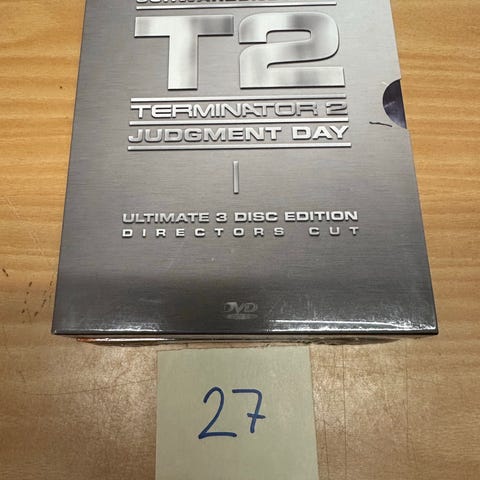 T2
TERMINATOR 2
JUDGMENT DAY
ULTIMATE 3 DISC EDITION
DIRECTORS CUT
DVD
27